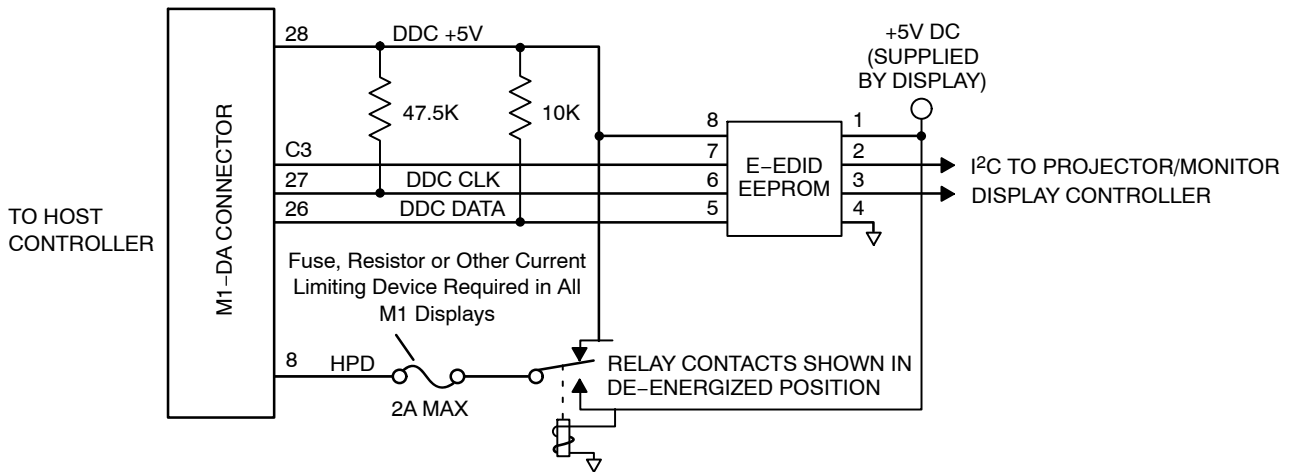 28
DDC +5V
+5V DC
(SUPPLIED
BY DISPLAY)
47.5K
10K
8
1
C3
7
2
E−EDID
EEPROM
I²C TO PROJECTOR/MONITOR
27
DDC CLK
6
3
DISPLAY CONTROLLER
26
DDC DATA
5
4
TO HOST
CONTROLLER
M1−DA CONNECTOR
Fuse, Resistor or Other Current
Limiting Device Required in All
M1 Displays
8
HPD
2A MAX
RELAY CONTACTS SHOWN IN
DE−ENERGIZED POSITION